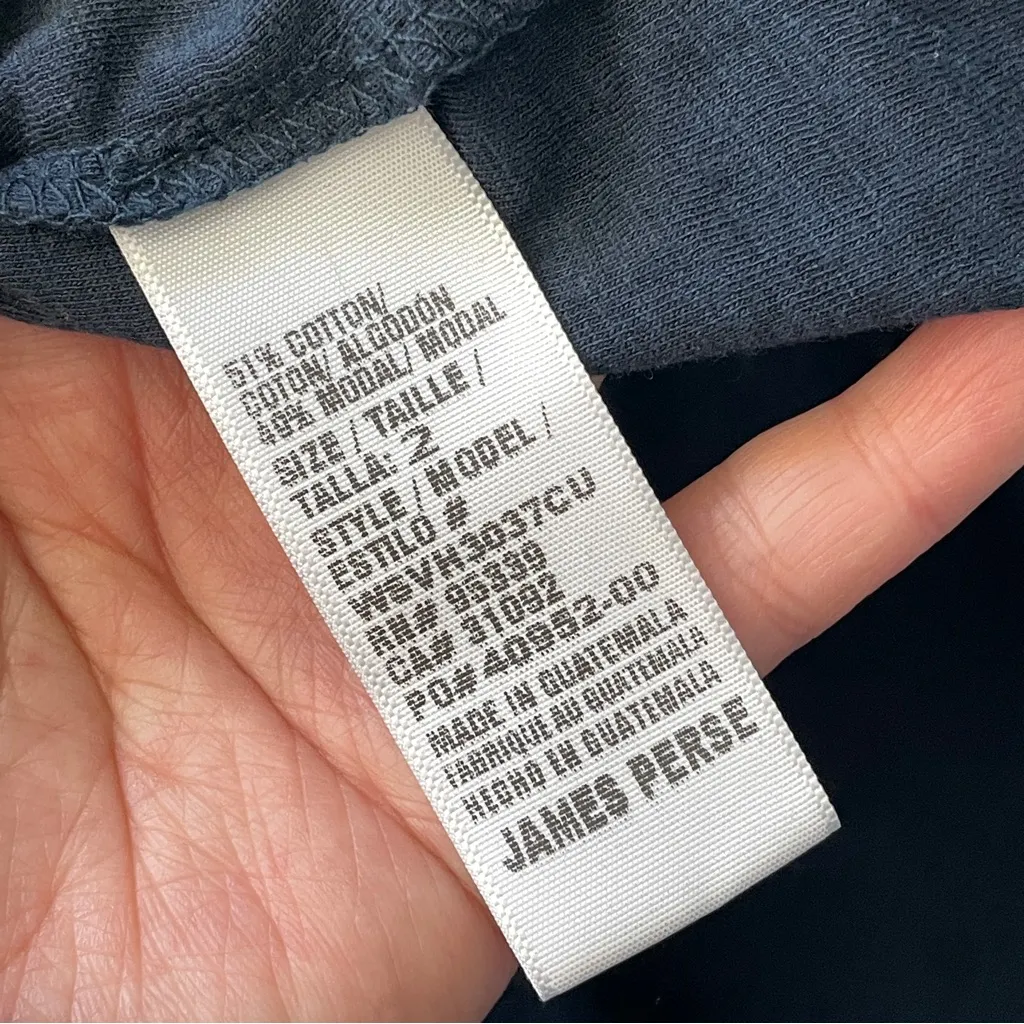 51% COTTON/
COTON/ ALGODÓN
49% MODAL/ MODAL
SIZE / TAILLE /
TALLA: 2
STYLE / MODEL /
ESTILO #
WSVH3037CU
RN# 96339
CA# 31092
PO# 40952-00
MADE IN GUATEMALA
FABRIQUE AU GUATEMALA
HECHO EN GUATEMALA
JAMES PERSE